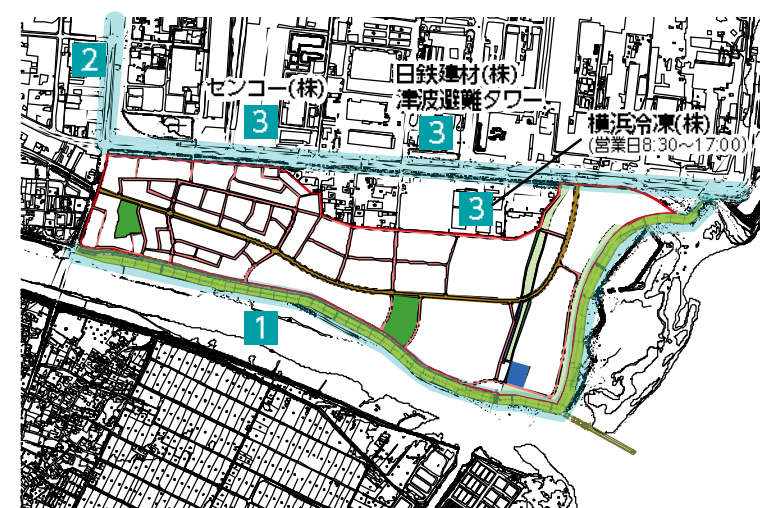 2
センコー(株)
3
日鉄建材(株)
津波避難タワー
3
横浜冷凍(株)
(営業日8:30～17:00)
3
1